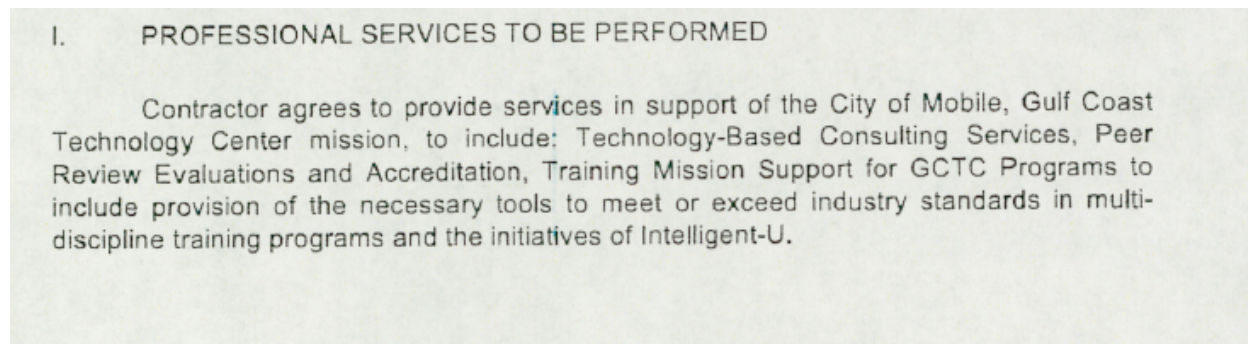 I. PROFESSIONAL SERVICES TO BE PERFORMED
Contractor agrees to provide services in support of the City of Mobile, Gulf Coast
Technology Center mission, to include: Technology-Based Consulting Services, Peer
Review Evaluations and Accreditation, Training Mission Support for GCTC Programs to
include provision of the necessary tools to meet or exceed industry standards in multi-
discipline training programs and the initiatives of Intelligent-U.